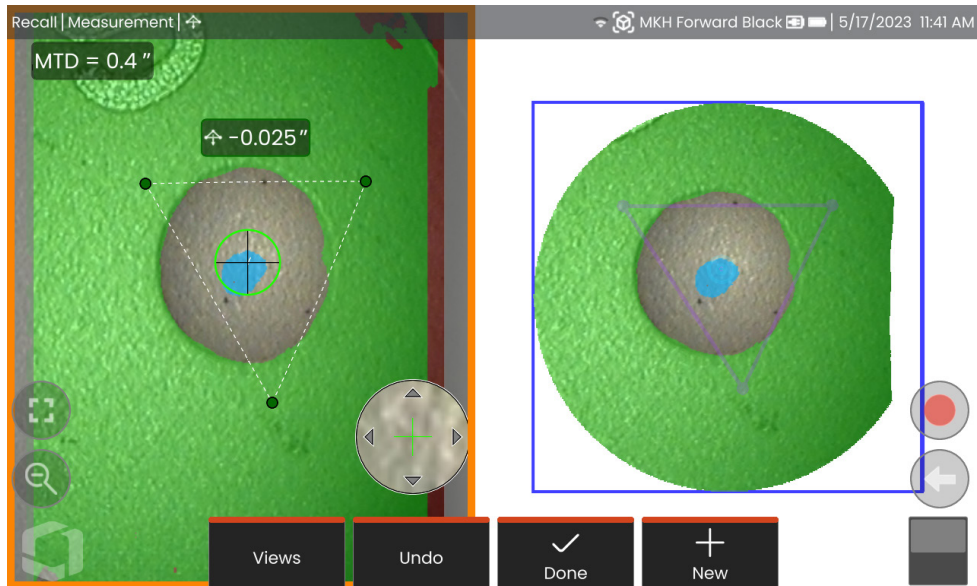 Recall | Measurement |
MKH Forward Black | 5/17/2023 11:41 AM
MTD = 0.4 "
-0.025"
Views
Undo
Done
New